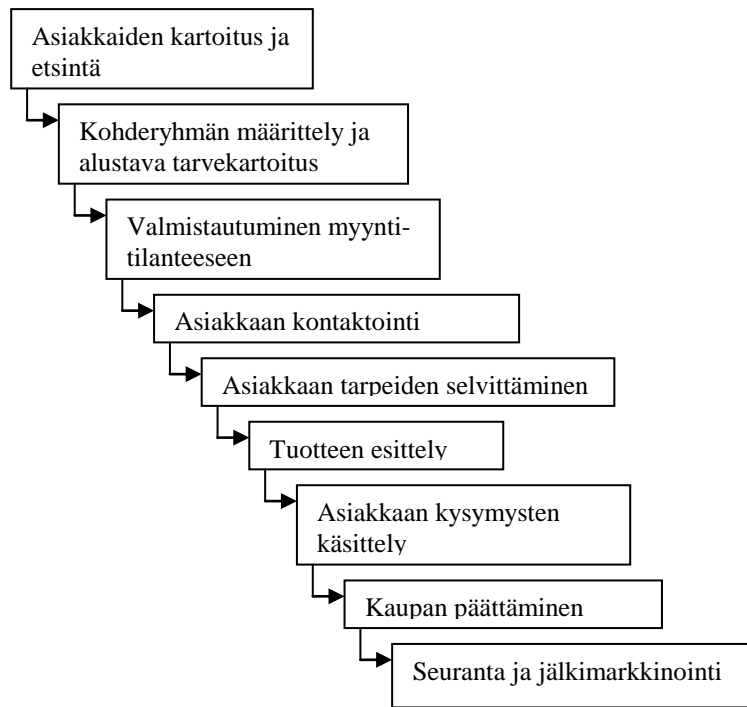 Asiakkaiden kartoitus ja
etsintä
Kohderyhmän määrittely ja
alustava tarvekartoitus
Valmistautuminen myynti-
tilanteeseen
Asiakkaan kontaktointi
Asiakkaan tarpeiden selvittäminen
Tuotteen esittely
Asiakkaan kysymysten
käsittely
Kaupan päättäminen
Seuranta ja jälkimarkkinointi